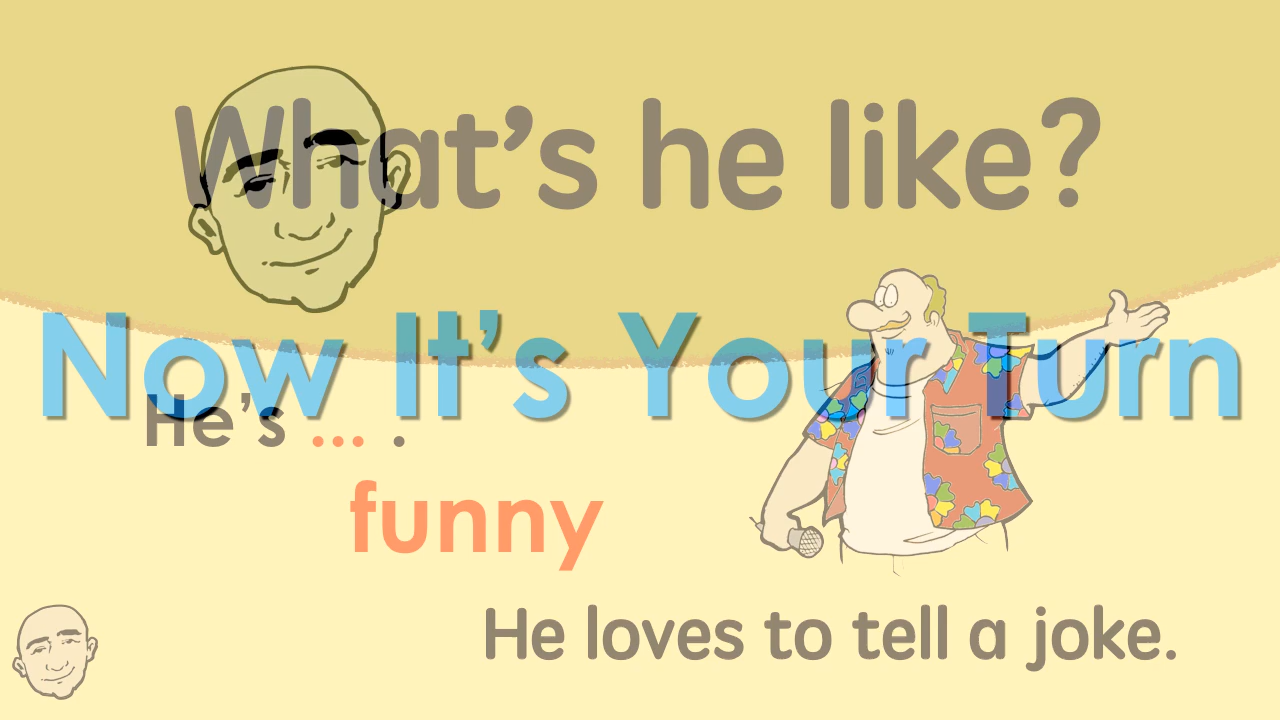 What's he like?
Now It's Your Turn
He's ... .
funny
He loves to tell a joke.